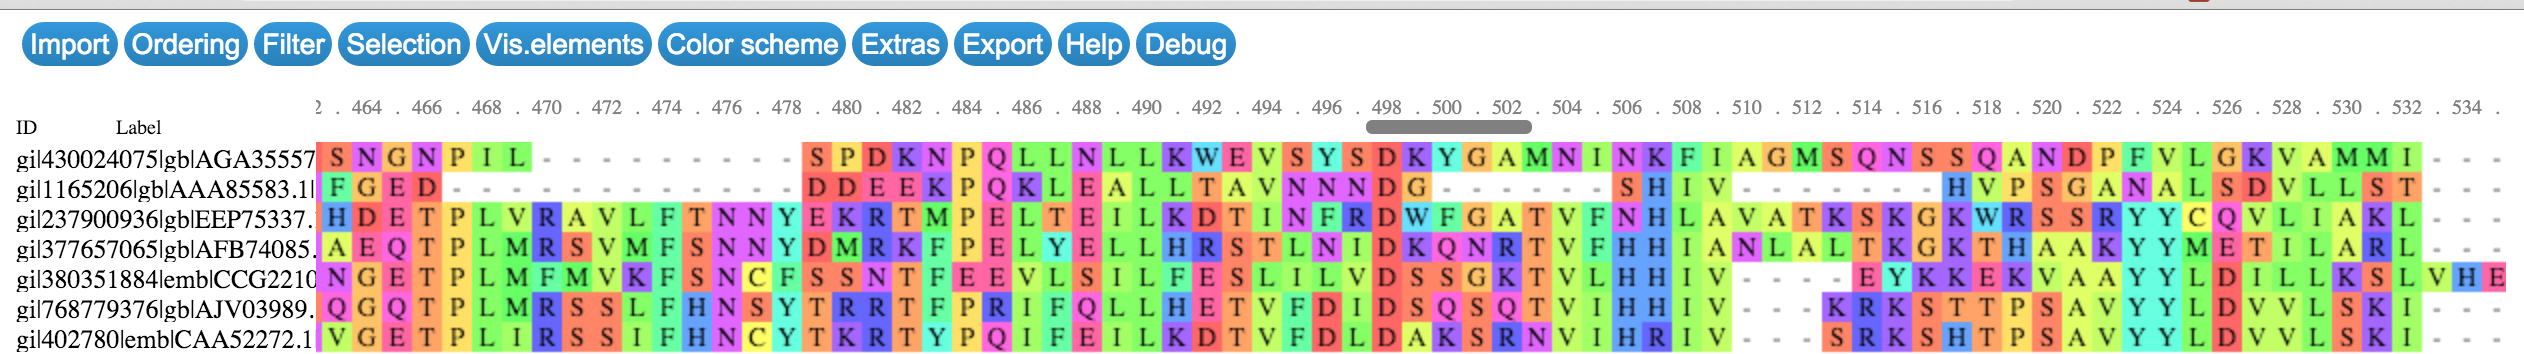 Import Ordering Filter Selection Vis.elements Color scheme Extras Export Help Debug
2 . 464 . 466 . 468 . 470 . 472 . 474 . 476 . 478 . 480 . 482 . 484 . 486 . 488 . 490 . 492 . 494 . 496 . 498 . 500 . 502 . 504 . 506 . 508 . 510 . 512 . 514 . 516 . 518 . 520 . 522 . 524 . 526 . 528 . 530 . 532 . 534 .
ID Label
gi|430024075|gb|AGA35557 S N G N P I L - - - - - - - - - S P D K N P Q L L N L L K W E V S Y S D K Y G A M N I N K F I A G M S Q N S S Q A N D P F V L G K V A M M I - - -
gi|1165206|gb|AAA85583.1| F G E D - - - - - - - - - - - - D D E E K P Q K L E A L L T A V N N N D G - - - - - - S H I V - - - - - - - H V P S G A N A L S D V L L S T - - -
gi|237900936|gb|EEP75337. H D E T P L V R A V L F T N N Y E K R T M P E L T E I L K D T I N F R D W F G A T V F N H L A V A T K S K G K W R S S R Y Y C Q V L I A K L - - -
gi|377657065|gb|AFB74085. A E Q T P L M R S V M F S N N Y D M R K F P E L Y E L L H R S T L N I D K Q N R T V F H H I A N L A L T K G K T H A A K Y Y M E T I L A R L - - -
gi|380351884|emb|CCG2210 N G E T P L M F M V K F S N C F S S N T F E E V L S I L F E S L I L V D S S G K T V L H H I V - - - - E Y K K E K V A A Y Y L D I L L K S L V H E
gi|768779376|gb|AJV03989. Q G Q T P L M R S S L F H N S Y T R R T F P R I F Q L L H E T V F D I D S Q S Q T V I H H I V - - - K R K S T T P S A V Y Y L D V V L S K I - - -
gi|402780|emb|CAA52272.1 V G E T P L I R S S I F H N C Y T K R T Y P Q I F E I L K D T V F D L D A K S R N V I H R I V - - - S R K S H T P S A V Y Y L D V V L S K I - - -